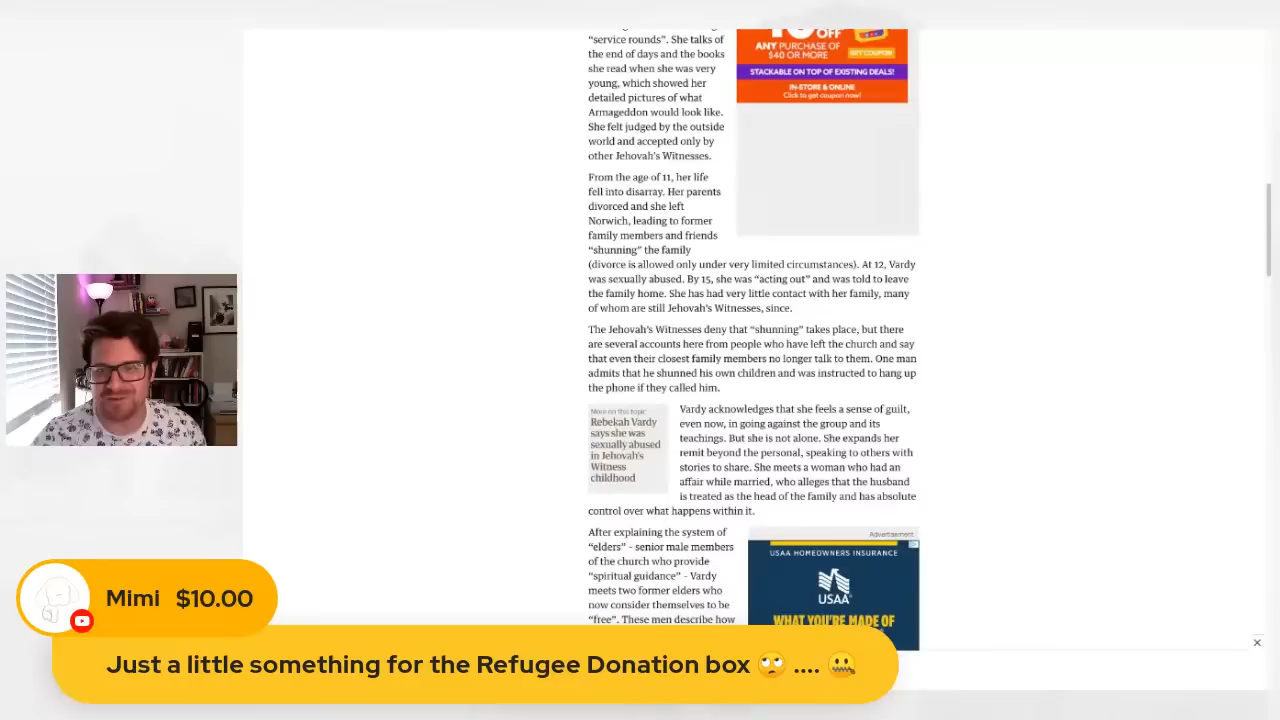 “service rounds”. She talks of
the end of days and the books
she read when she was very
young, which showed her
detailed pictures of what
Armageddon would look like.
She felt judged by the outside
world and accepted only by
other Jehovah’s Witnesses.
From the age of 11, her life
fell into disarray. Her parents
divorced and she left
Norwich, leading to former
family members and friends
“shunning” the family
(divorce is allowed only under very limited circumstances). At 12, Vardy
was sexually abused. By 15, she was “acting out” and was told to leave
the family home. She has had very little contact with her family, many
of whom are still Jehovah’s Witnesses, since.
The Jehovah’s Witnesses deny that “shunning” takes place, but there
are several accounts here from people who have left the church and say
that even their closest family members no longer talk to them. One man
admits that he shunned his own children and was instructed to hang up
the phone if they called him.
More on this topic
Rebekah Vardy
says she was
sexually abused
in Jehovah’s
Witness
childhood
Vardy acknowledges that she feels a sense of guilt,
even now, in going against the group and its
teachings. But she is not alone. She expands her
remit beyond the personal, speaking to others with
stories to share. She meets a woman who had an
affair while married, who alleges that the husband
is treated as the head of the family and has absolute
control over what happens within it.
After explaining the system of
“elders” – senior male members
of the church who provide
“spiritual guidance” – Vardy
meets two former elders who
now consider themselves to be
“free”. These men describe how
OFF
ANY PURCHASE OF
$40 OR MORE
GET COUPON
STACKABLE ON TOP OF EXISTING DEALS!
IN-STORE & ONLINE
Click to get coupon now!
Advertisement
USAA HOMEOWNERS INSURANCE
USAA
WHAT YOU'RE MADE OF
Mimi $10.00
Just a little something for the Refugee Donation box 🙄 .... 🤐